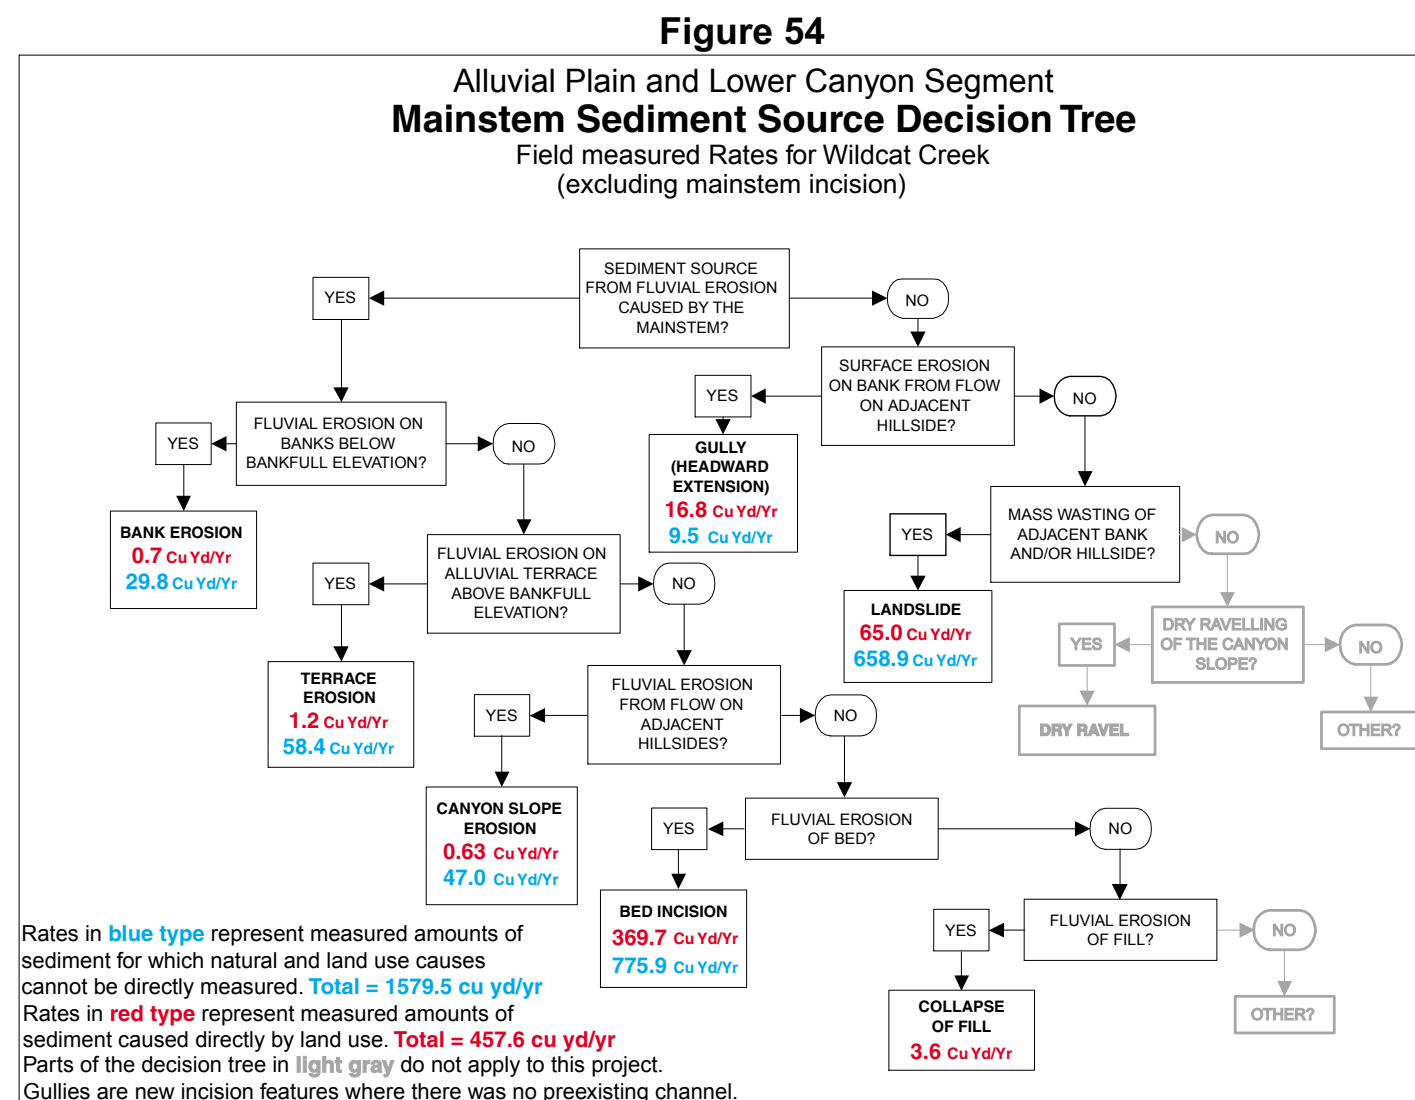 Figure 54
Alluvial Plain and Lower Canyon Segment
Mainstem Sediment Source Decision Tree
Field measured Rates for Wildcat Creek
(excluding mainstem incision)
SEDIMENT SOURCE
FROM FLUVIAL EROSION
CAUSED BY THE
MAINSTEM?
YES
NO
SURFACE EROSION
ON BANK FROM FLOW
ON ADJACENT
HILLSIDE?
YES
NO
FLUVIAL EROSION ON
BANKS BELOW
BANKFULL ELEVATION?
YES
NO
GULLY
(HEADWARD
EXTENSION)
16.8 Cu Yd/Yr
9.5 Cu Yd/Yr
MASS WASTING OF
ADJACENT BANK
AND/OR HILLSIDE?
YES
NO
BANK EROSION
0.7 Cu Yd/Yr
29.8 Cu Yd/Yr
FLUVIAL EROSION ON
ALLUVIAL TERRACE
ABOVE BANKFULL
ELEVATION?
YES
NO
LANDSLIDE
65.0 Cu Yd/Yr
658.9 Cu Yd/Yr
DRY RAVELLING
OF THE CANYON
SLOPE?
YES
NO
TERRACE
EROSION
1.2 Cu Yd/Yr
58.4 Cu Yd/Yr
FLUVIAL EROSION
FROM FLOW ON
ADJACENT
HILLSIDES?
YES
NO
DRY RAVEL
OTHER?
CANYON SLOPE
EROSION
0.63 Cu Yd/Yr
47.0 Cu Yd/Yr
FLUVIAL EROSION
OF BED?
YES
NO
BED INCISION
369.7 Cu Yd/Yr
775.9 Cu Yd/Yr
FLUVIAL EROSION
OF FILL?
YES
NO
COLLAPSE
OF FILL
3.6 Cu Yd/Yr
OTHER?
Rates in blue type represent measured amounts of
sediment for which natural and land use causes
cannot be directly measured. Total = 1579.5 cu yd/yr
Rates in red type represent measured amounts of
sediment caused directly by land use. Total = 457.6 cu yd/yr
Parts of the decision tree in light gray do not apply to this project.
Gullies are new incision features where there was no preexisting channel.